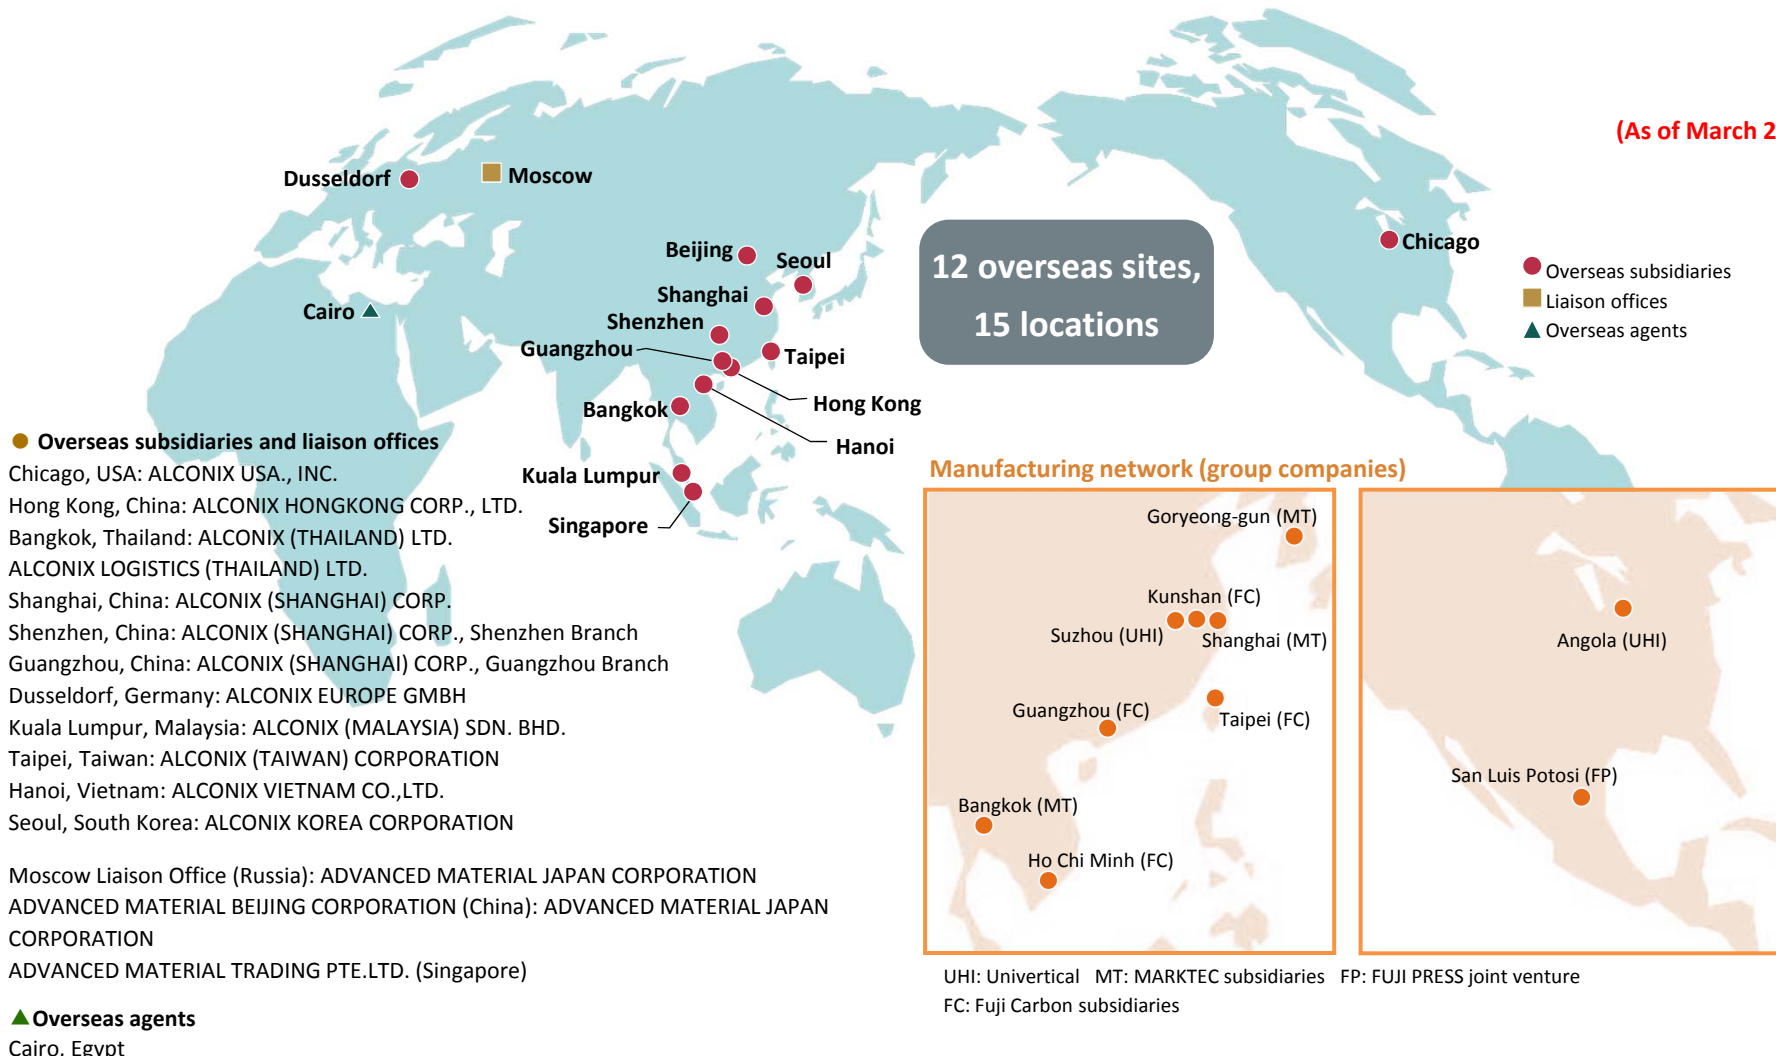 (As of March 2
Dusseldorf
Moscow
Beijing
Seoul
Chicago
12 overseas sites,
15 locations
Overseas subsidiaries
Liaison offices
Overseas agents
Cairo
Shanghai
Shenzhen
Guangzhou
Taipei
Hong Kong
Bangkok
Hanoi
Kuala Lumpur
Singapore
Overseas subsidiaries and liaison offices
Chicago, USA: ALCONIX USA., INC.
Hong Kong, China: ALCONIX HONGKONG CORP., LTD.
Bangkok, Thailand: ALCONIX (THAILAND) LTD.
ALCONIX LOGISTICS (THAILAND) LTD.
Shanghai, China: ALCONIX (SHANGHAI) CORP.
Shenzhen, China: ALCONIX (SHANGHAI) CORP., Shenzhen Branch
Guangzhou, China: ALCONIX (SHANGHAI) CORP., Guangzhou Branch
Dusseldorf, Germany: ALCONIX EUROPE GMBH
Kuala Lumpur, Malaysia: ALCONIX (MALAYSIA) SDN. BHD.
Taipei, Taiwan: ALCONIX (TAIWAN) CORPORATION
Hanoi, Vietnam: ALCONIX VIETNAM CO.,LTD.
Seoul, South Korea: ALCONIX KOREA CORPORATION
Moscow Liaison Office (Russia): ADVANCED MATERIAL JAPAN CORPORATION
ADVANCED MATERIAL BEIJING CORPORATION (China): ADVANCED MATERIAL JAPAN
CORPORATION
ADVANCED MATERIAL TRADING PTE.LTD. (Singapore)
Overseas agents
Cairo, Egypt
Manufacturing network (group companies)
Goryeong-gun (MT)
Kunshan (FC)
Suzhou (UHI)
Shanghai (MT)
Guangzhou (FC)
Taipei (FC)
Bangkok (MT)
Ho Chi Minh (FC)
Angola (UHI)
San Luis Potosi (FP)
UHI: Univertical MT: MARKTEC subsidiaries FP: FUJI PRESS joint venture
FC: Fuji Carbon subsidiaries